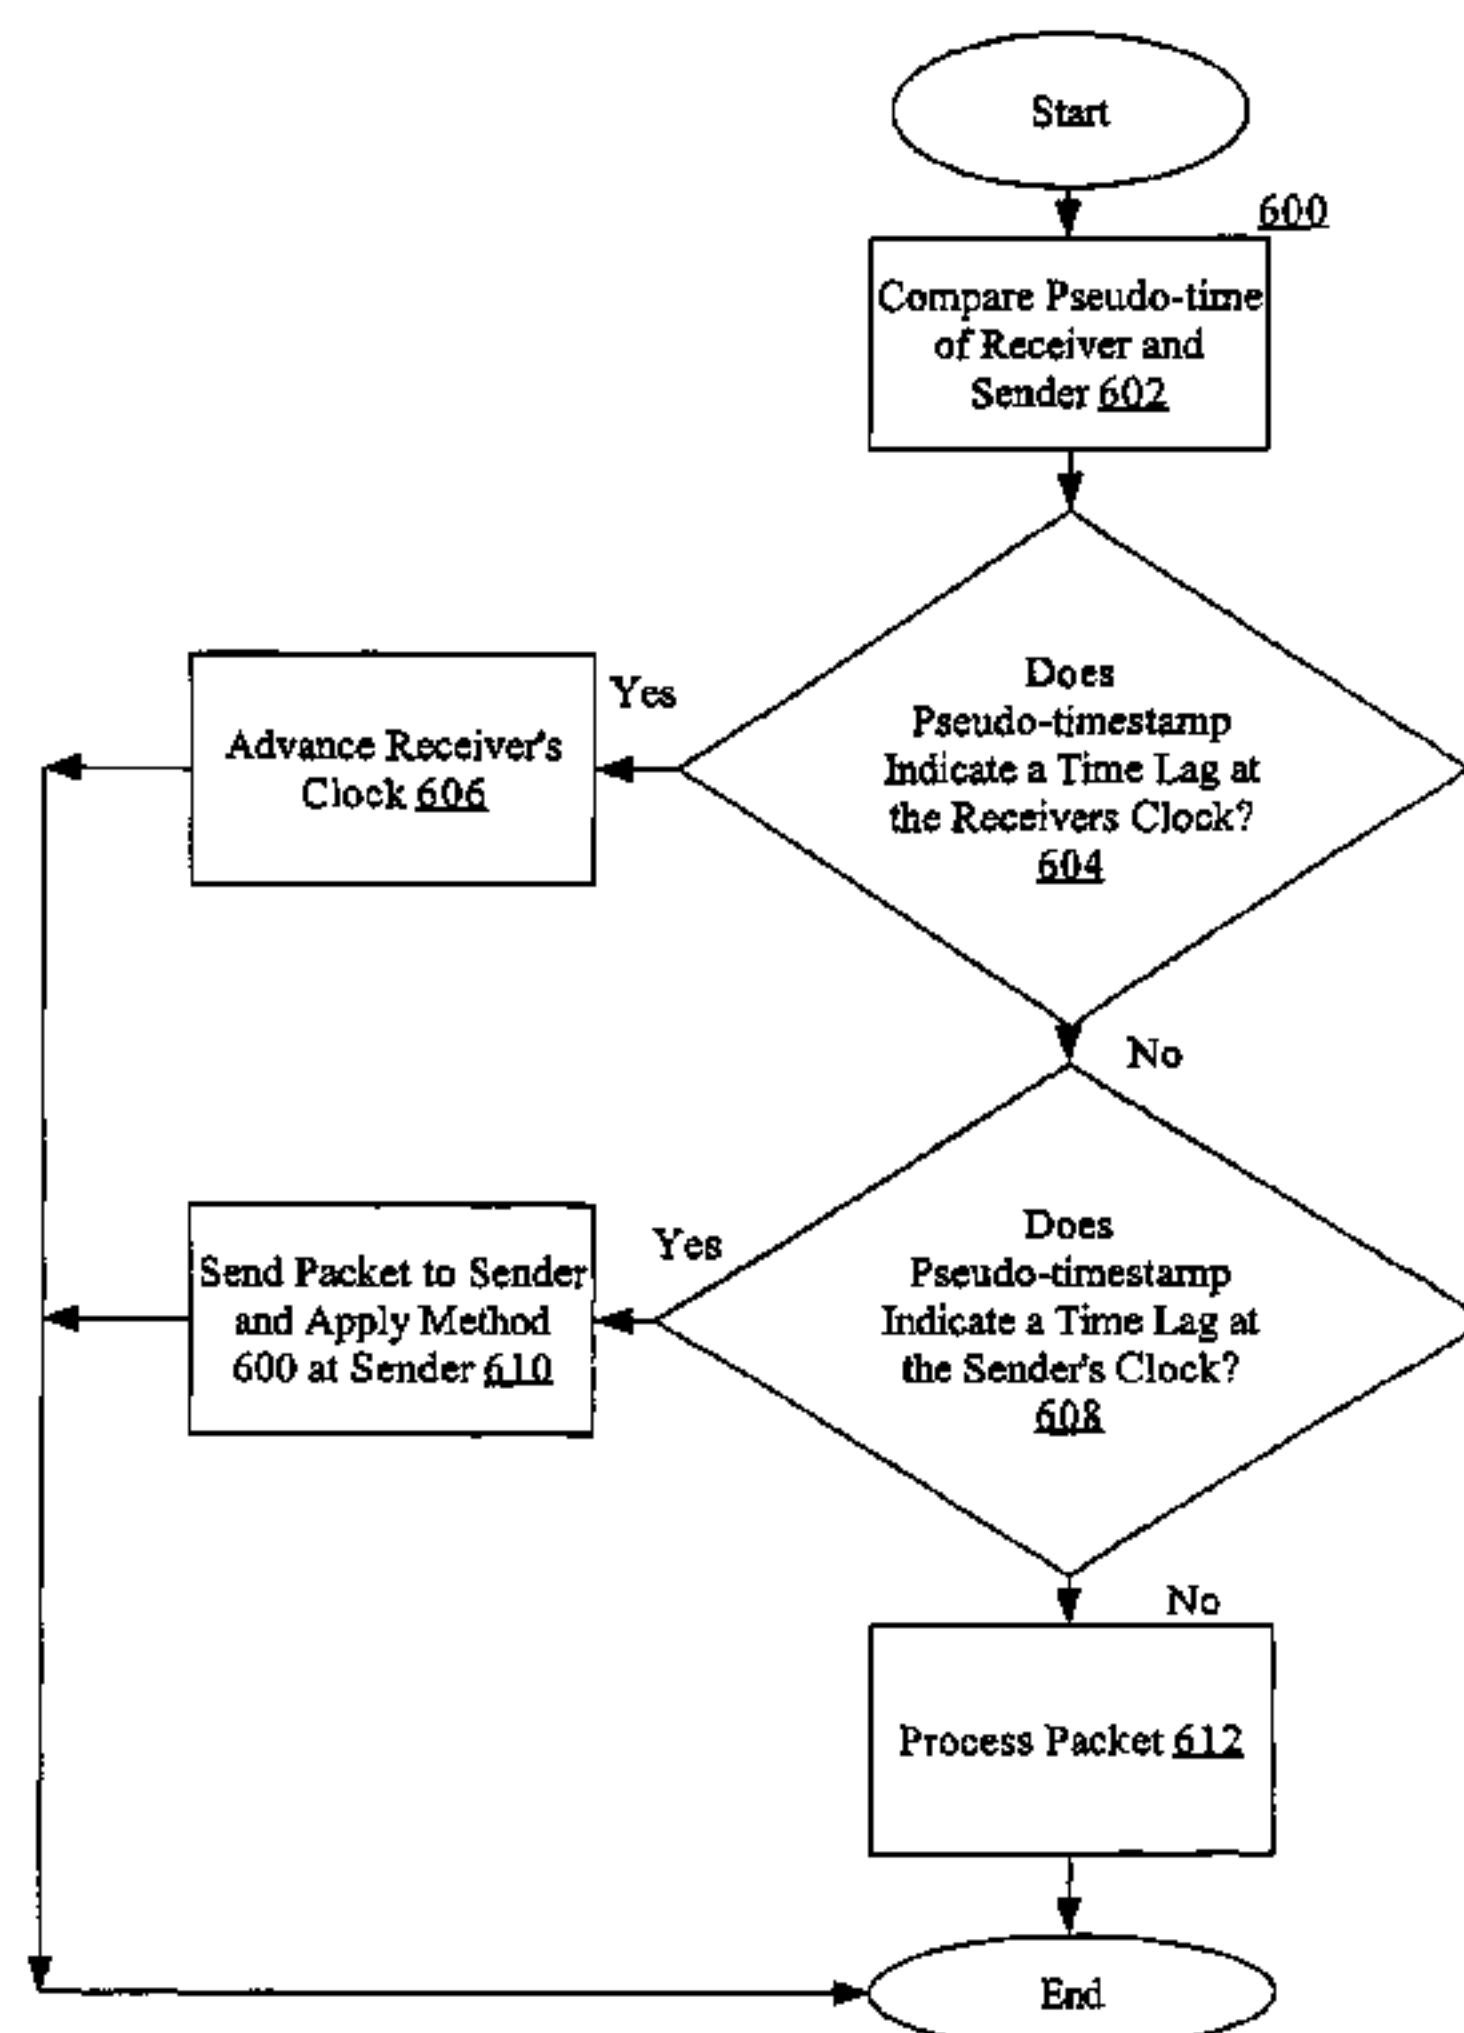 Start
600
Compare Pseudo-time
of Receiver and
Sender 602
Does
Pseudo-timestamp
Indicate a Time Lag at
the Receivers Clock?
604
Yes
Advance Receiver's
Clock 606
No
Does
Pseudo-timestamp
Indicate a Time Lag at
the Sender's Clock?
608
Yes
Send Packet to Sender
and Apply Method
600 at Sender 610
No
Process Packet 612
End